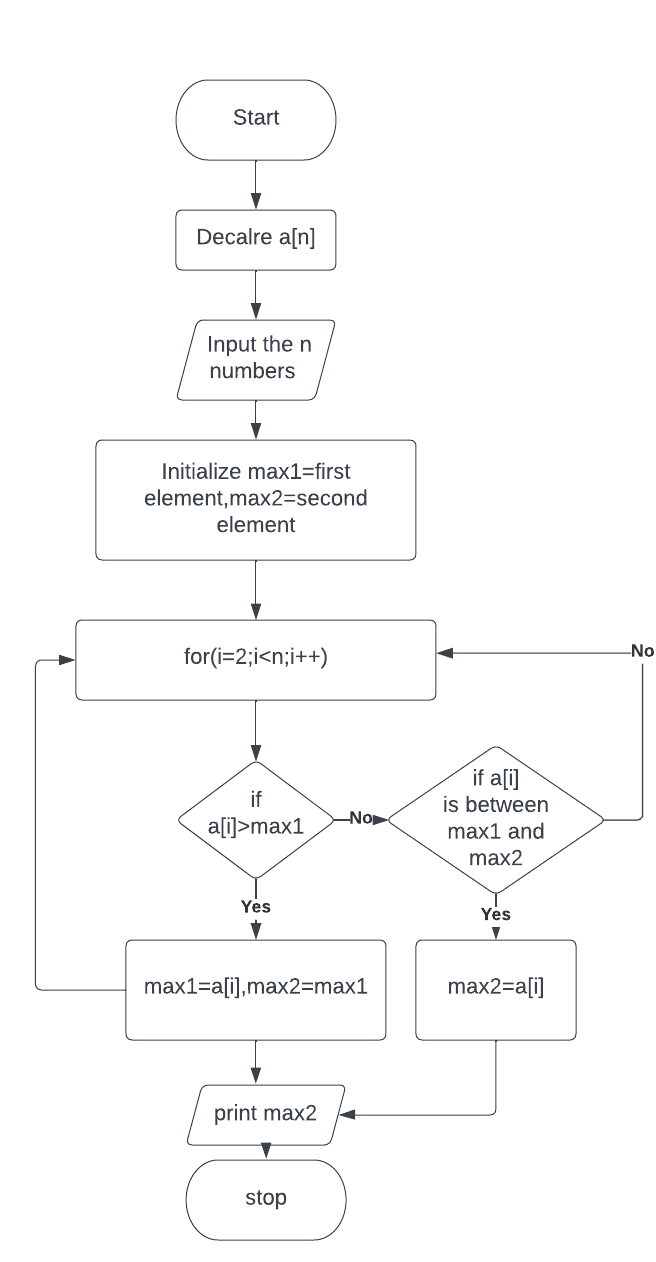 Start
Decalre a[n]
Input the n
numbers
Initialize max1=first
element,max2=second
element
for(i=2;i<n;i++)
No
if
a[i]>max1
No
if a[i]
is between
max1 and
max2
Yes
Yes
max1=a[i],max2=max1
max2=a[i]
print max2
stop